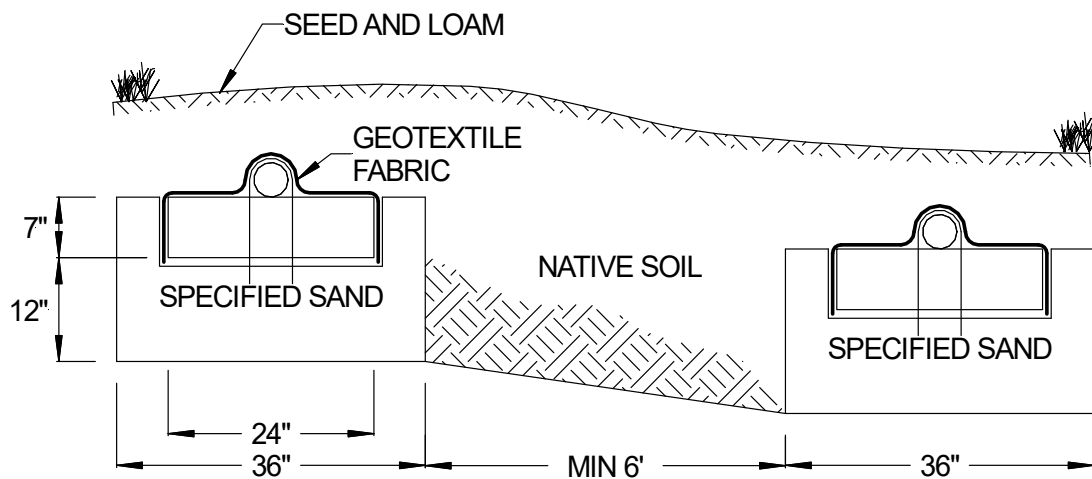 SEED AND LOAM
GEOTEXTILE
FABRIC
7"
12"
SPECIFIED SAND
NATIVE SOIL
SPECIFIED SAND
24"
36"
MIN 6'
36"